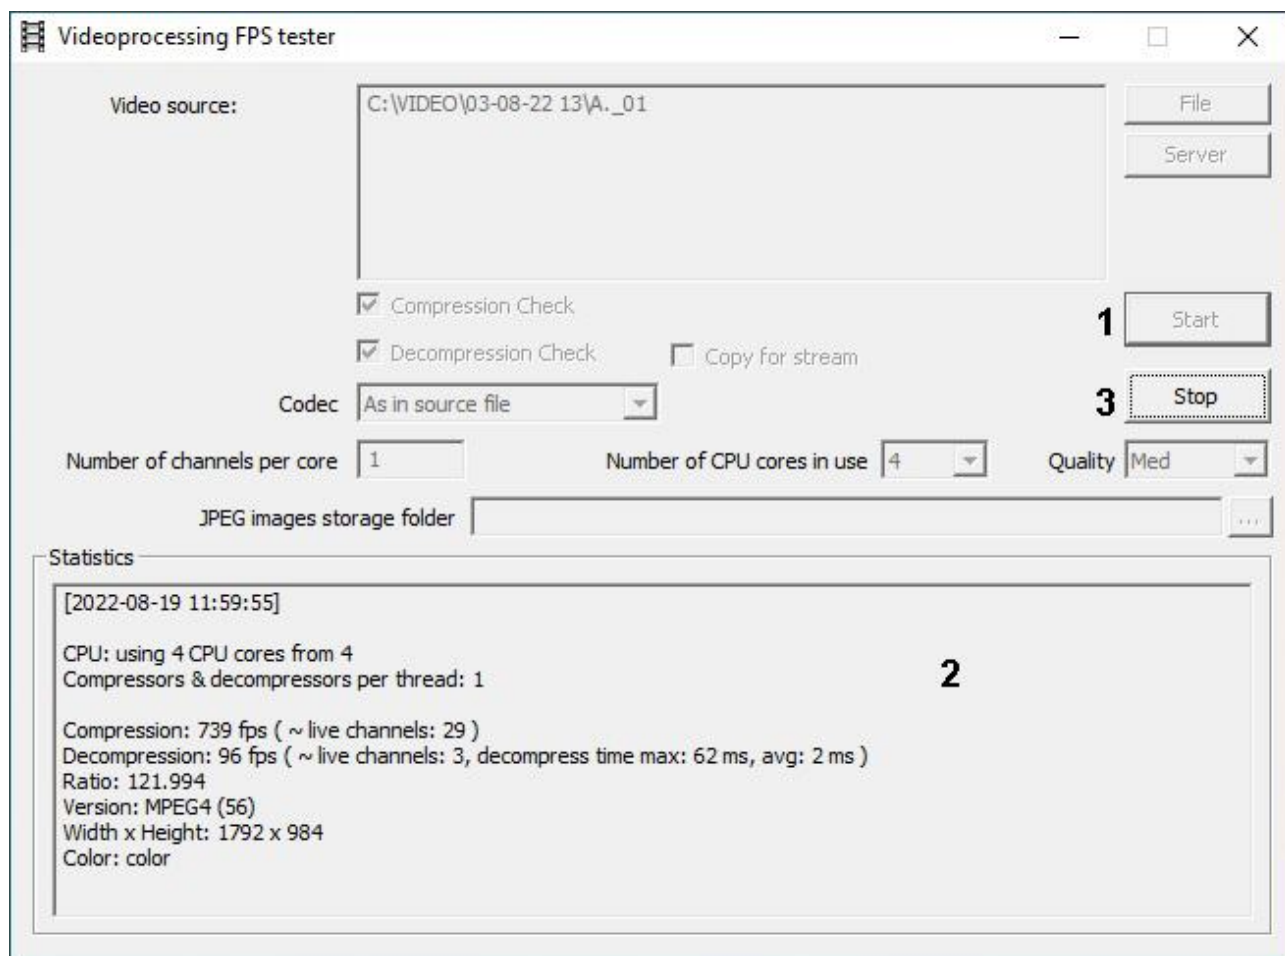 Videoprocessing FPS tester
Video source:
C:\VIDEO\03-08-22 13\A._01
File
Server
Compression Check
1
Start
Decompression Check
Copy for stream
Codec
As in source file
3
Stop
Number of channels per core
1
Number of CPU cores in use
4
Quality
Med
JPEG images storage folder
...
Statistics
[2022-08-19 11:59:55]
CPU: using 4 CPU cores from 4
Compressors & decompressors per thread: 1
2
Compression: 739 fps ( ~ live channels: 29 )
Decompression: 96 fps ( ~ live channels: 3, decompress time max: 62 ms, avg: 2 ms )
Ratio: 121.994
Version: MPEG4 (56)
Width x Height: 1792 x 984
Color: color